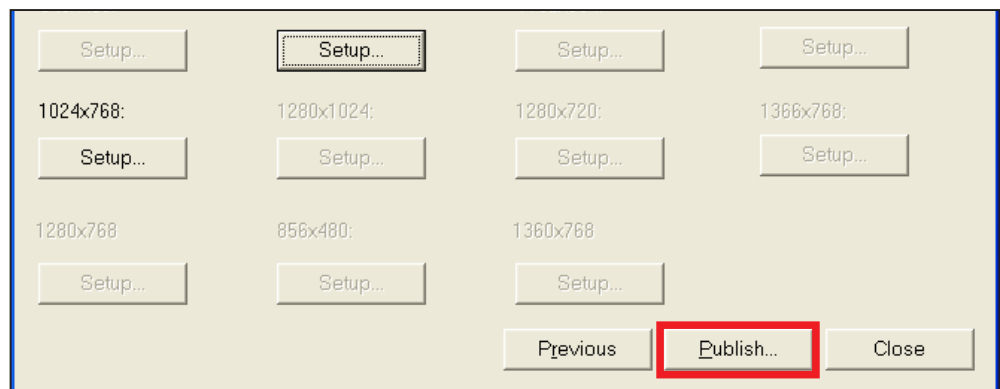 Setup... Setup... Setup... Setup...
1024x768: 1280x1024: 1280x720: 1366x768:
Setup... Setup... Setup... Setup...
1280x768 856x480: 1360x768
Setup... Setup... Setup...
Previous Publish... Close